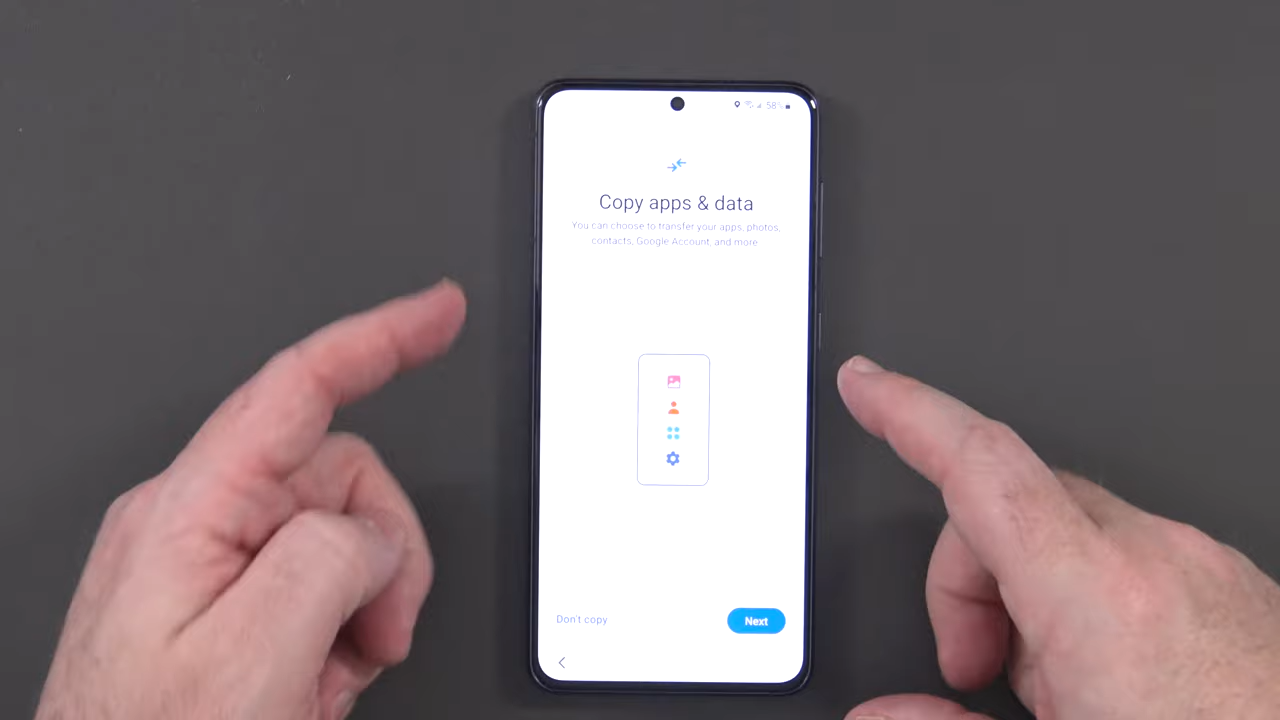 58%
Copy apps & data
You can choose to transfer your apps, photos,
contacts, Google Account, and more.
Don't copy
Next